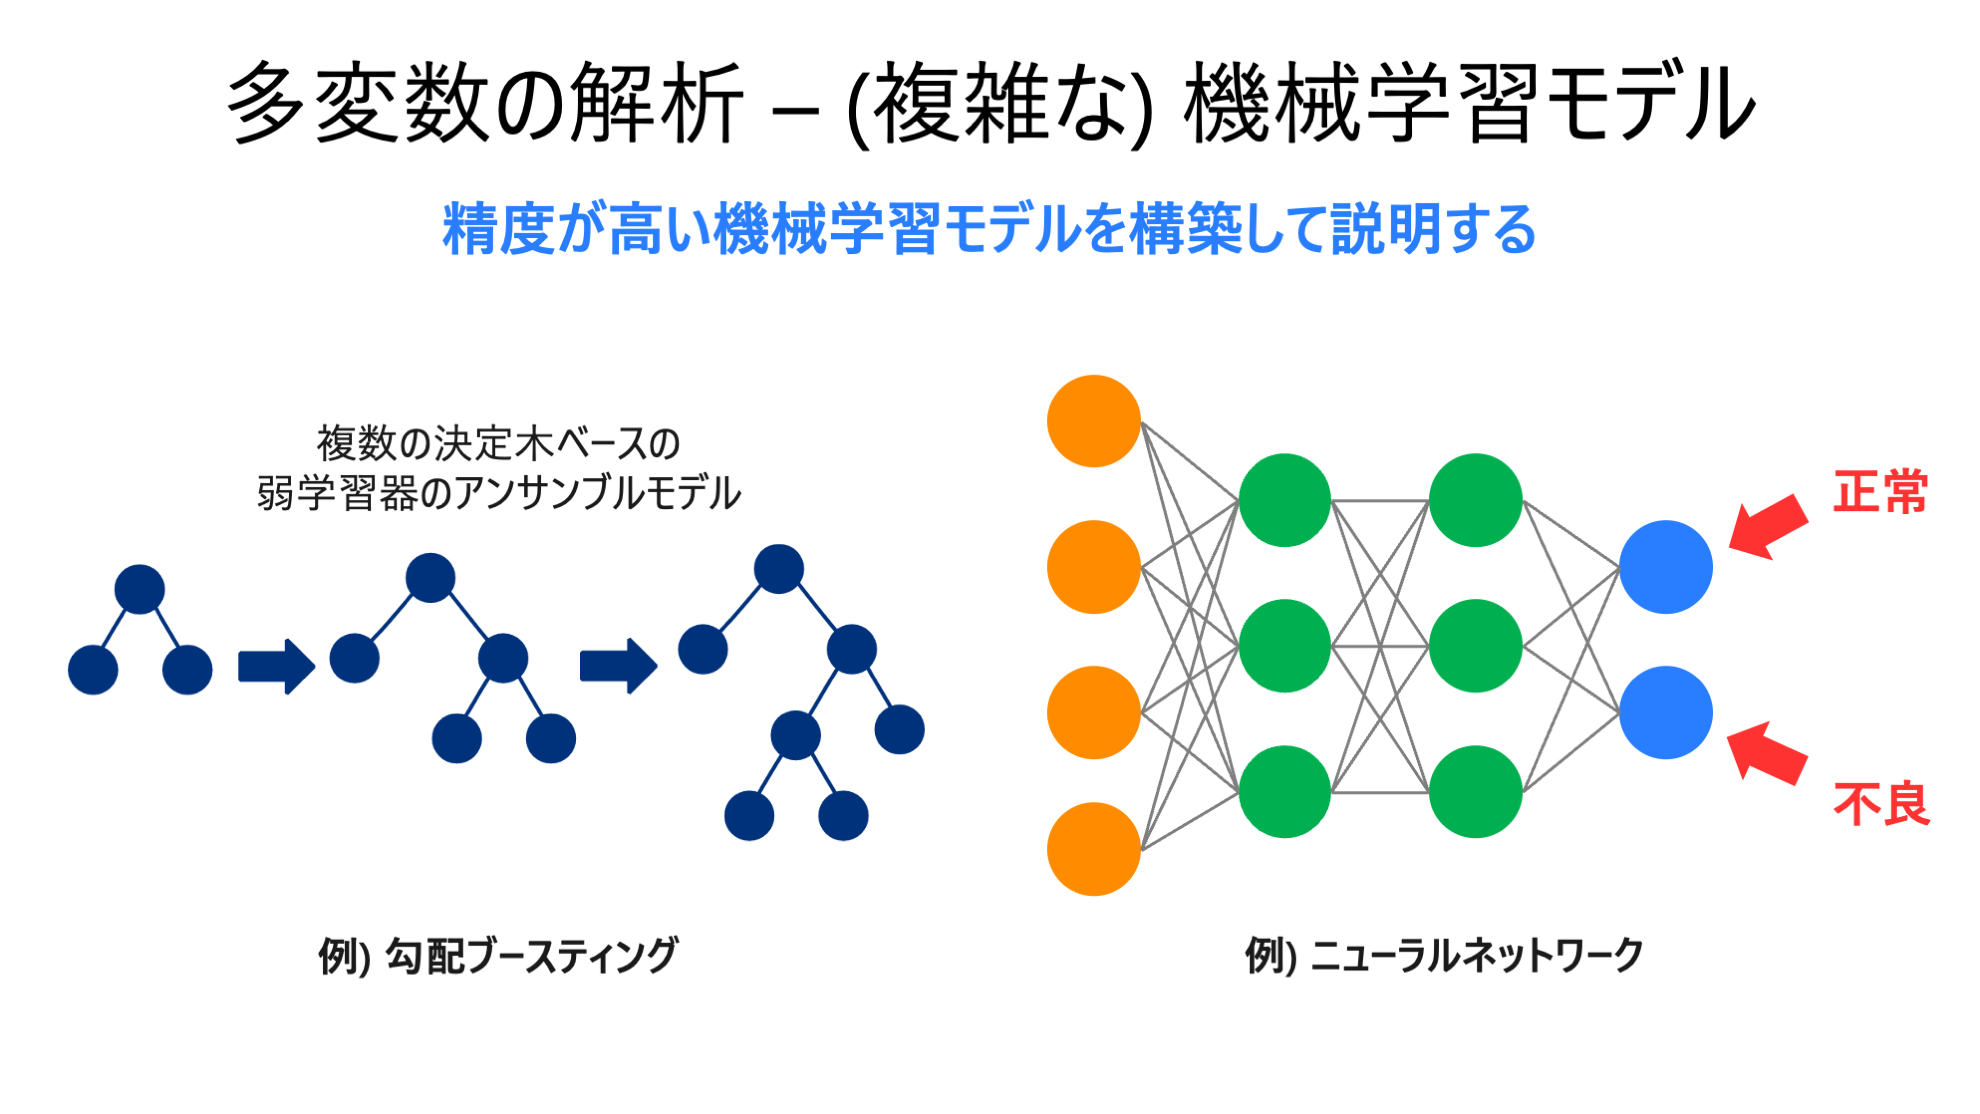 多変数の解析 – (複雑な) 機械学習モデル
精度が高い機械学習モデルを構築して説明する
複数の決定木ベースの
弱学習器のアンサンブルモデル
正常
不良
例) 勾配ブースティング
例) ニューラルネットワーク